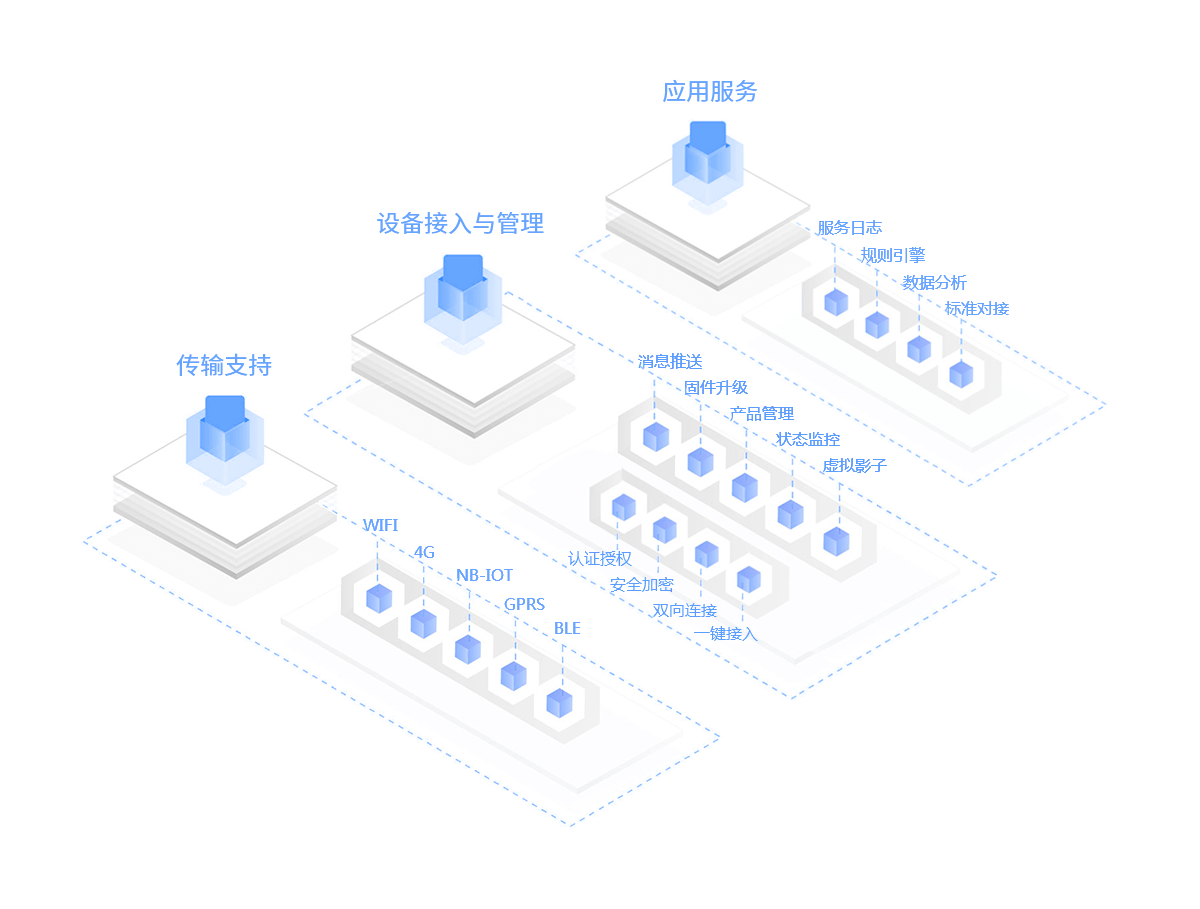 应用服务
服务日志
规则引擎
数据分析
标准对接
设备接入与管理
消息推送
固件升级
产品管理
状态监控
虚拟影子
认证授权
安全加密
双向连接
一键接入
传输支持
WIFI
4G
NB-IOT
GPRS
BLE